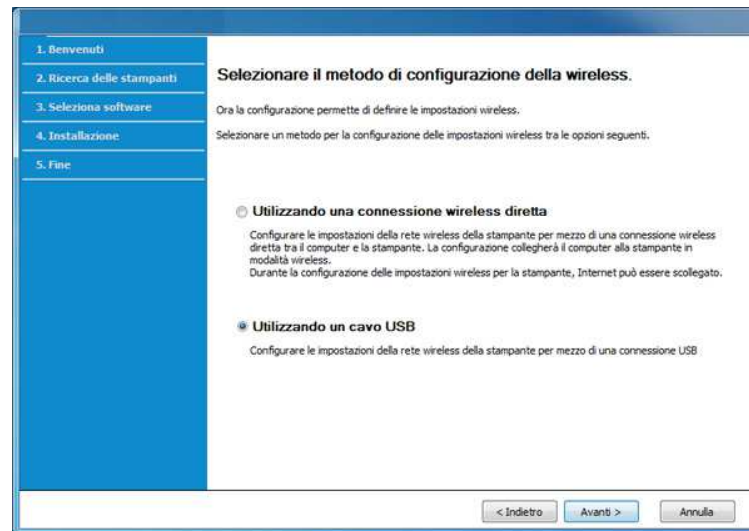 1. Benvenuti
2. Ricerca delle stampanti
3. Seleziona software
4. Installazione
5. Fine
Selezionare il metodo di configurazione della wireless.
Ora la configurazione permette di definire le impostazioni wireless.
Selezionare un metodo per la configurazione delle impostazioni wireless tra le opzioni seguenti.
Utilizzando una connessione wireless diretta
Configurare le impostazioni della rete wireless della stampante per mezzo di una connessione wireless
diretta tra il computer e la stampante. La configurazione collegherà il computer alla stampante in
modalità wireless.
Durante la configurazione delle impostazioni wireless per la stampante, Internet può essere scollegato.
Utilizzando un cavo USB
Configurare le impostazioni della rete wireless della stampante per mezzo di una connessione USB
< Indietro
Avanti >
Annulla